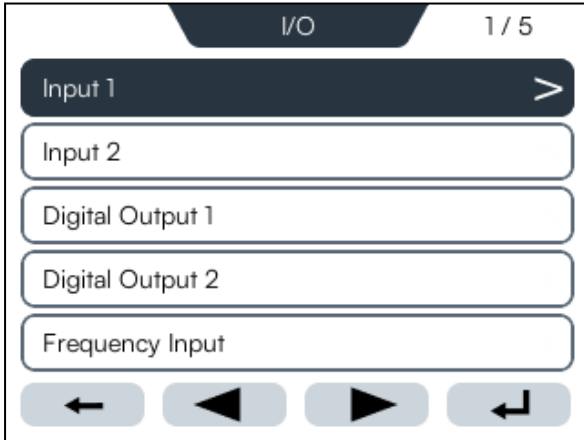 I/O 1 / 5
Input 1 >
Input 2
Digital Output 1
Digital Output 2
Frequency Input